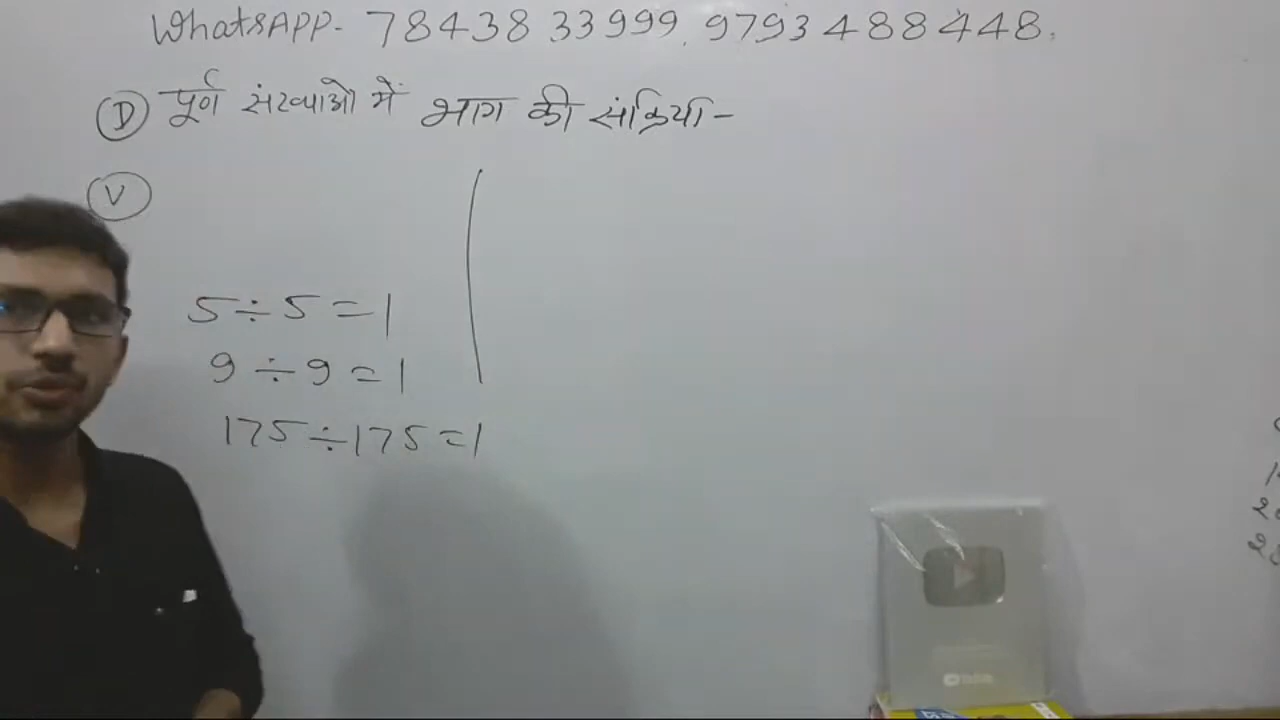 WhatsAPP- 78438 33999, 9793488448,
(D) पूर्ण संख्याओ में भाग की संक्रिया-
(V)
5÷5=1
9÷9=1
175÷175=1